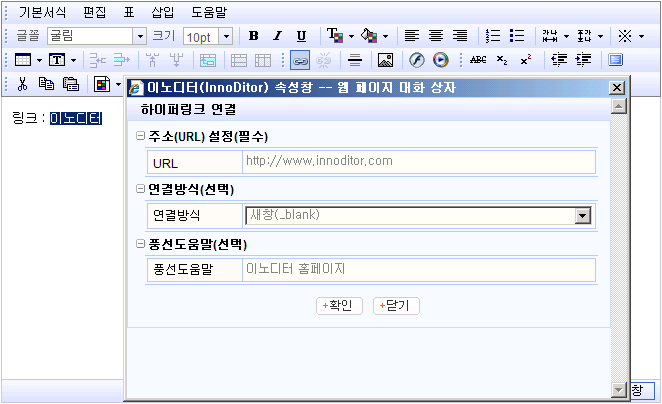 기본서식 편집 표 삽입 도움말
글꼴 굴림 크기 10pt B I U T
T ABC x₂ x²
이노디터(InnoDitor) 속성창 -- 웹 페이지 대화 상자
하이퍼링크 연결
링크 : 이노디터
주소(URL) 설정(필수)
URL http://www.innoditor.com
연결방식(선택)
연결방식 새창(_blank)
풍선도움말(선택)
풍선도움말 이노디터 홈페이지
+확인 +닫기
창